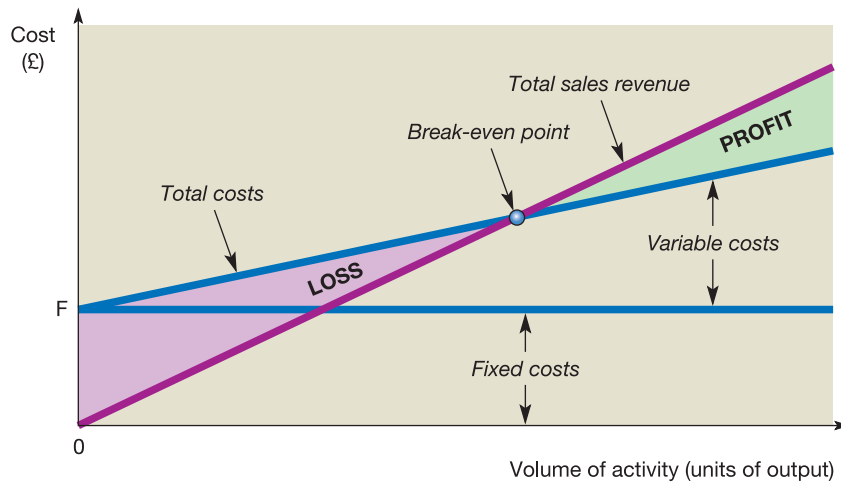 Cost
(£)
Total sales revenue
PROFIT
Break-even point
Total costs
Variable costs
LOSS
F
Fixed costs
0
Volume of activity (units of output)